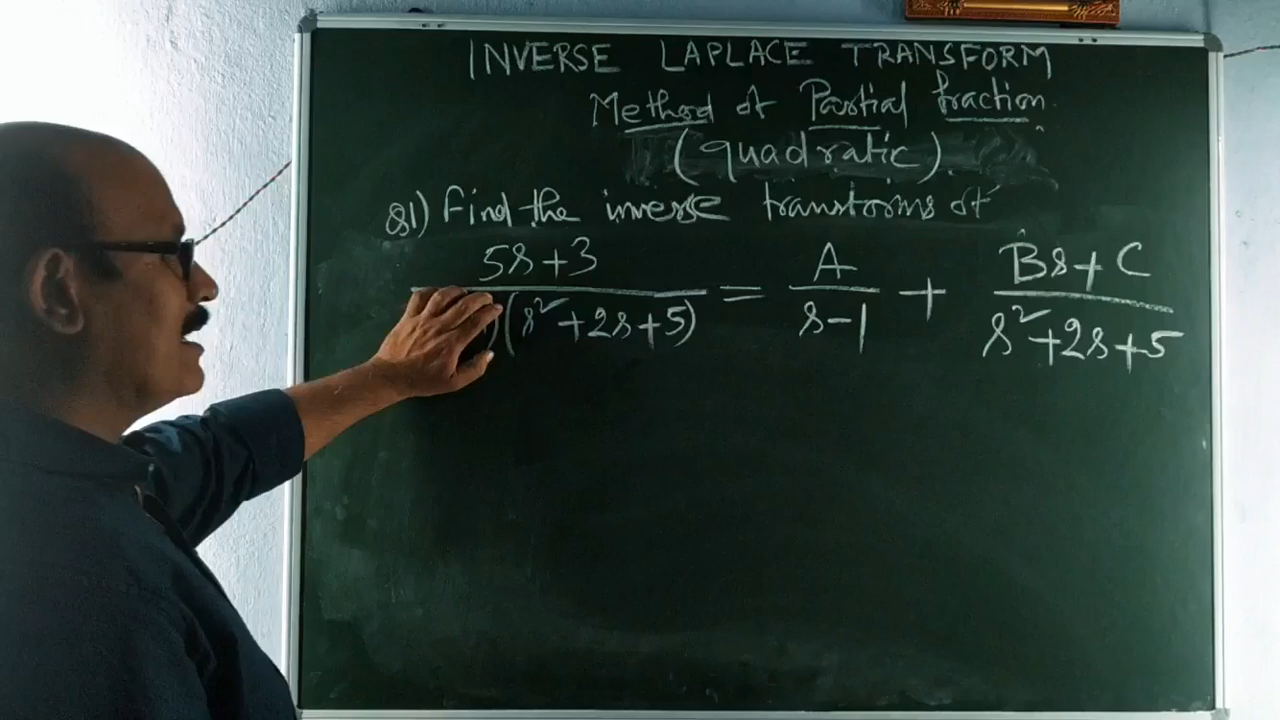 INVERSE LAPLACE TRANSFORM
Method of Partial fraction
(quadratic).
Q1) Find the inverse transforms of
5s+3 / )(s²+2s+5) = A / s-1 + Bs+C / s²+2s+5